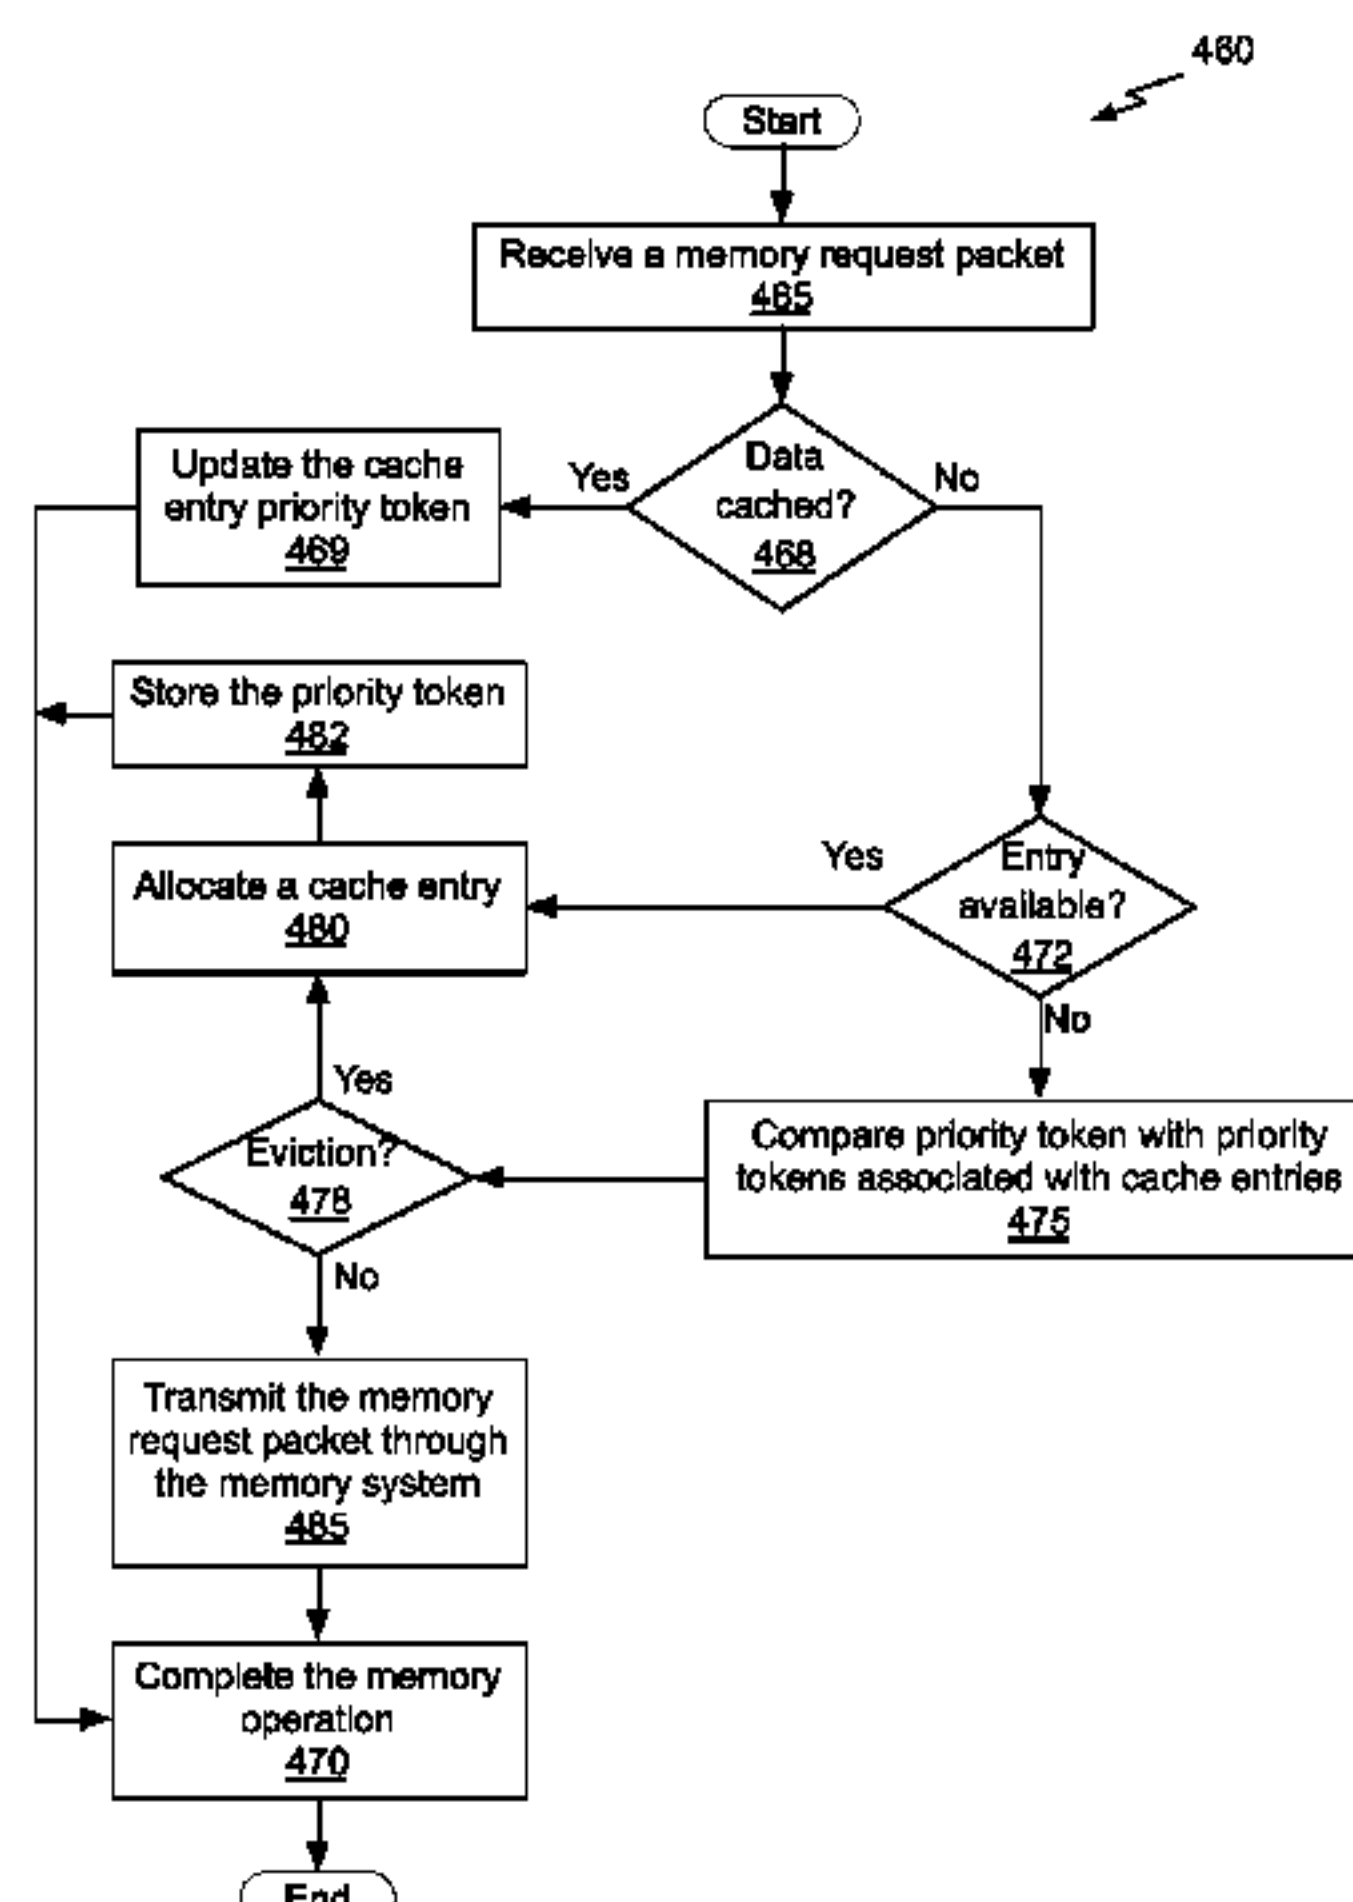 460
Start
Receive a memory request packet
465
Data
cached?
468
Yes
No
Update the cache
entry priority token
469
Store the priority token
482
Allocate a cache entry
480
Yes
Entry
available?
472
No
Compare priority token with priority
tokens associated with cache entries
475
Yes
Eviction?
478
No
Transmit the memory
request packet through
the memory system
485
Complete the memory
operation
470
End